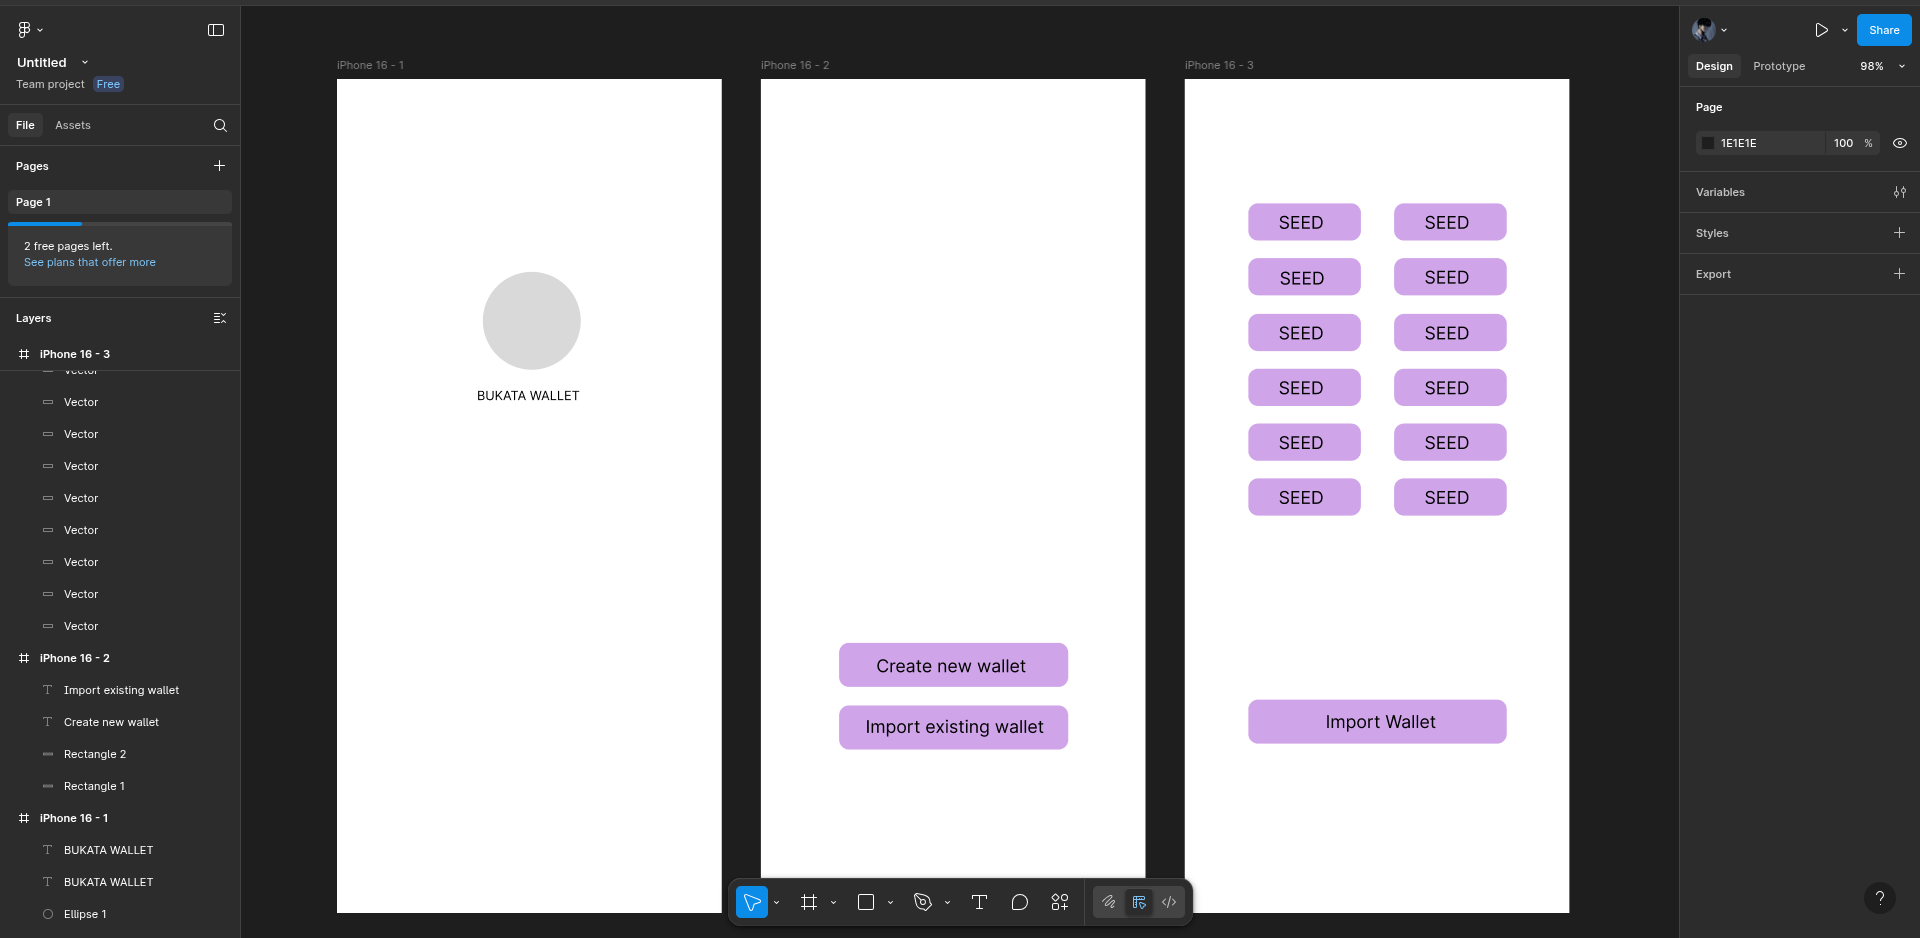 Untitled
Team project Free
File Assets
Pages
Page 1
2 free pages left.
See plans that offer more
Layers
iPhone 16 - 3
Vector
Vector
Vector
Vector
Vector
Vector
Vector
Vector
Vector
iPhone 16 - 2
Import existing wallet
Create new wallet
Rectangle 2
Rectangle 1
iPhone 16 - 1
BUKATA WALLET
BUKATA WALLET
Ellipse 1
iPhone 16 - 1
BUKATA WALLET
iPhone 16 - 2
Create new wallet
Import existing wallet
iPhone 16 - 3
SEED SEED
SEED SEED
SEED SEED
SEED SEED
SEED SEED
SEED SEED
Import Wallet
Share
Design Prototype 98%
Page
1E1E1E 100 %
Variables
Styles
Export
?